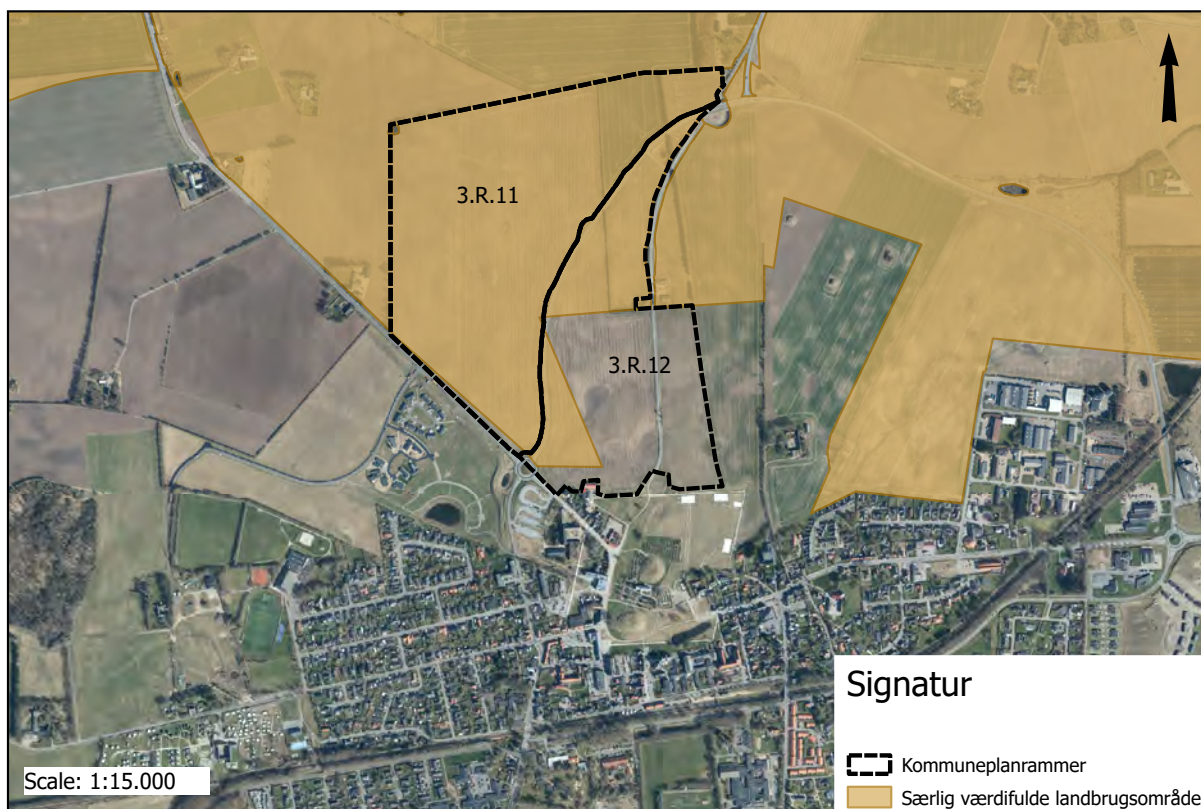 3.R.11
3.R.12
Signatur
Kommuneplanrammer
Særlig værdifulde landbrugsområde
Scale: 1:15.000